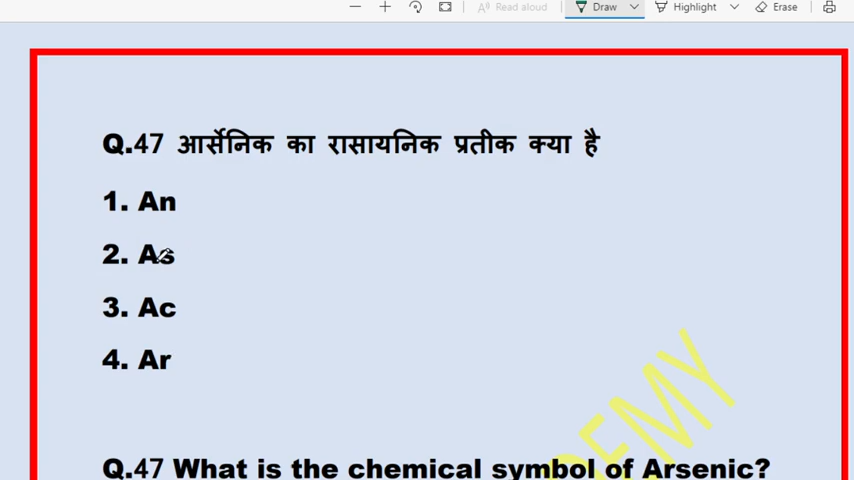 Read aloud
Draw
Highlight
Erase
Q.47 आर्सेनिक का रासायनिक प्रतीक क्या है
1. An
2. As
3. Ac
4. Ar
Q.47 What is the chemical symbol of Arsenic?